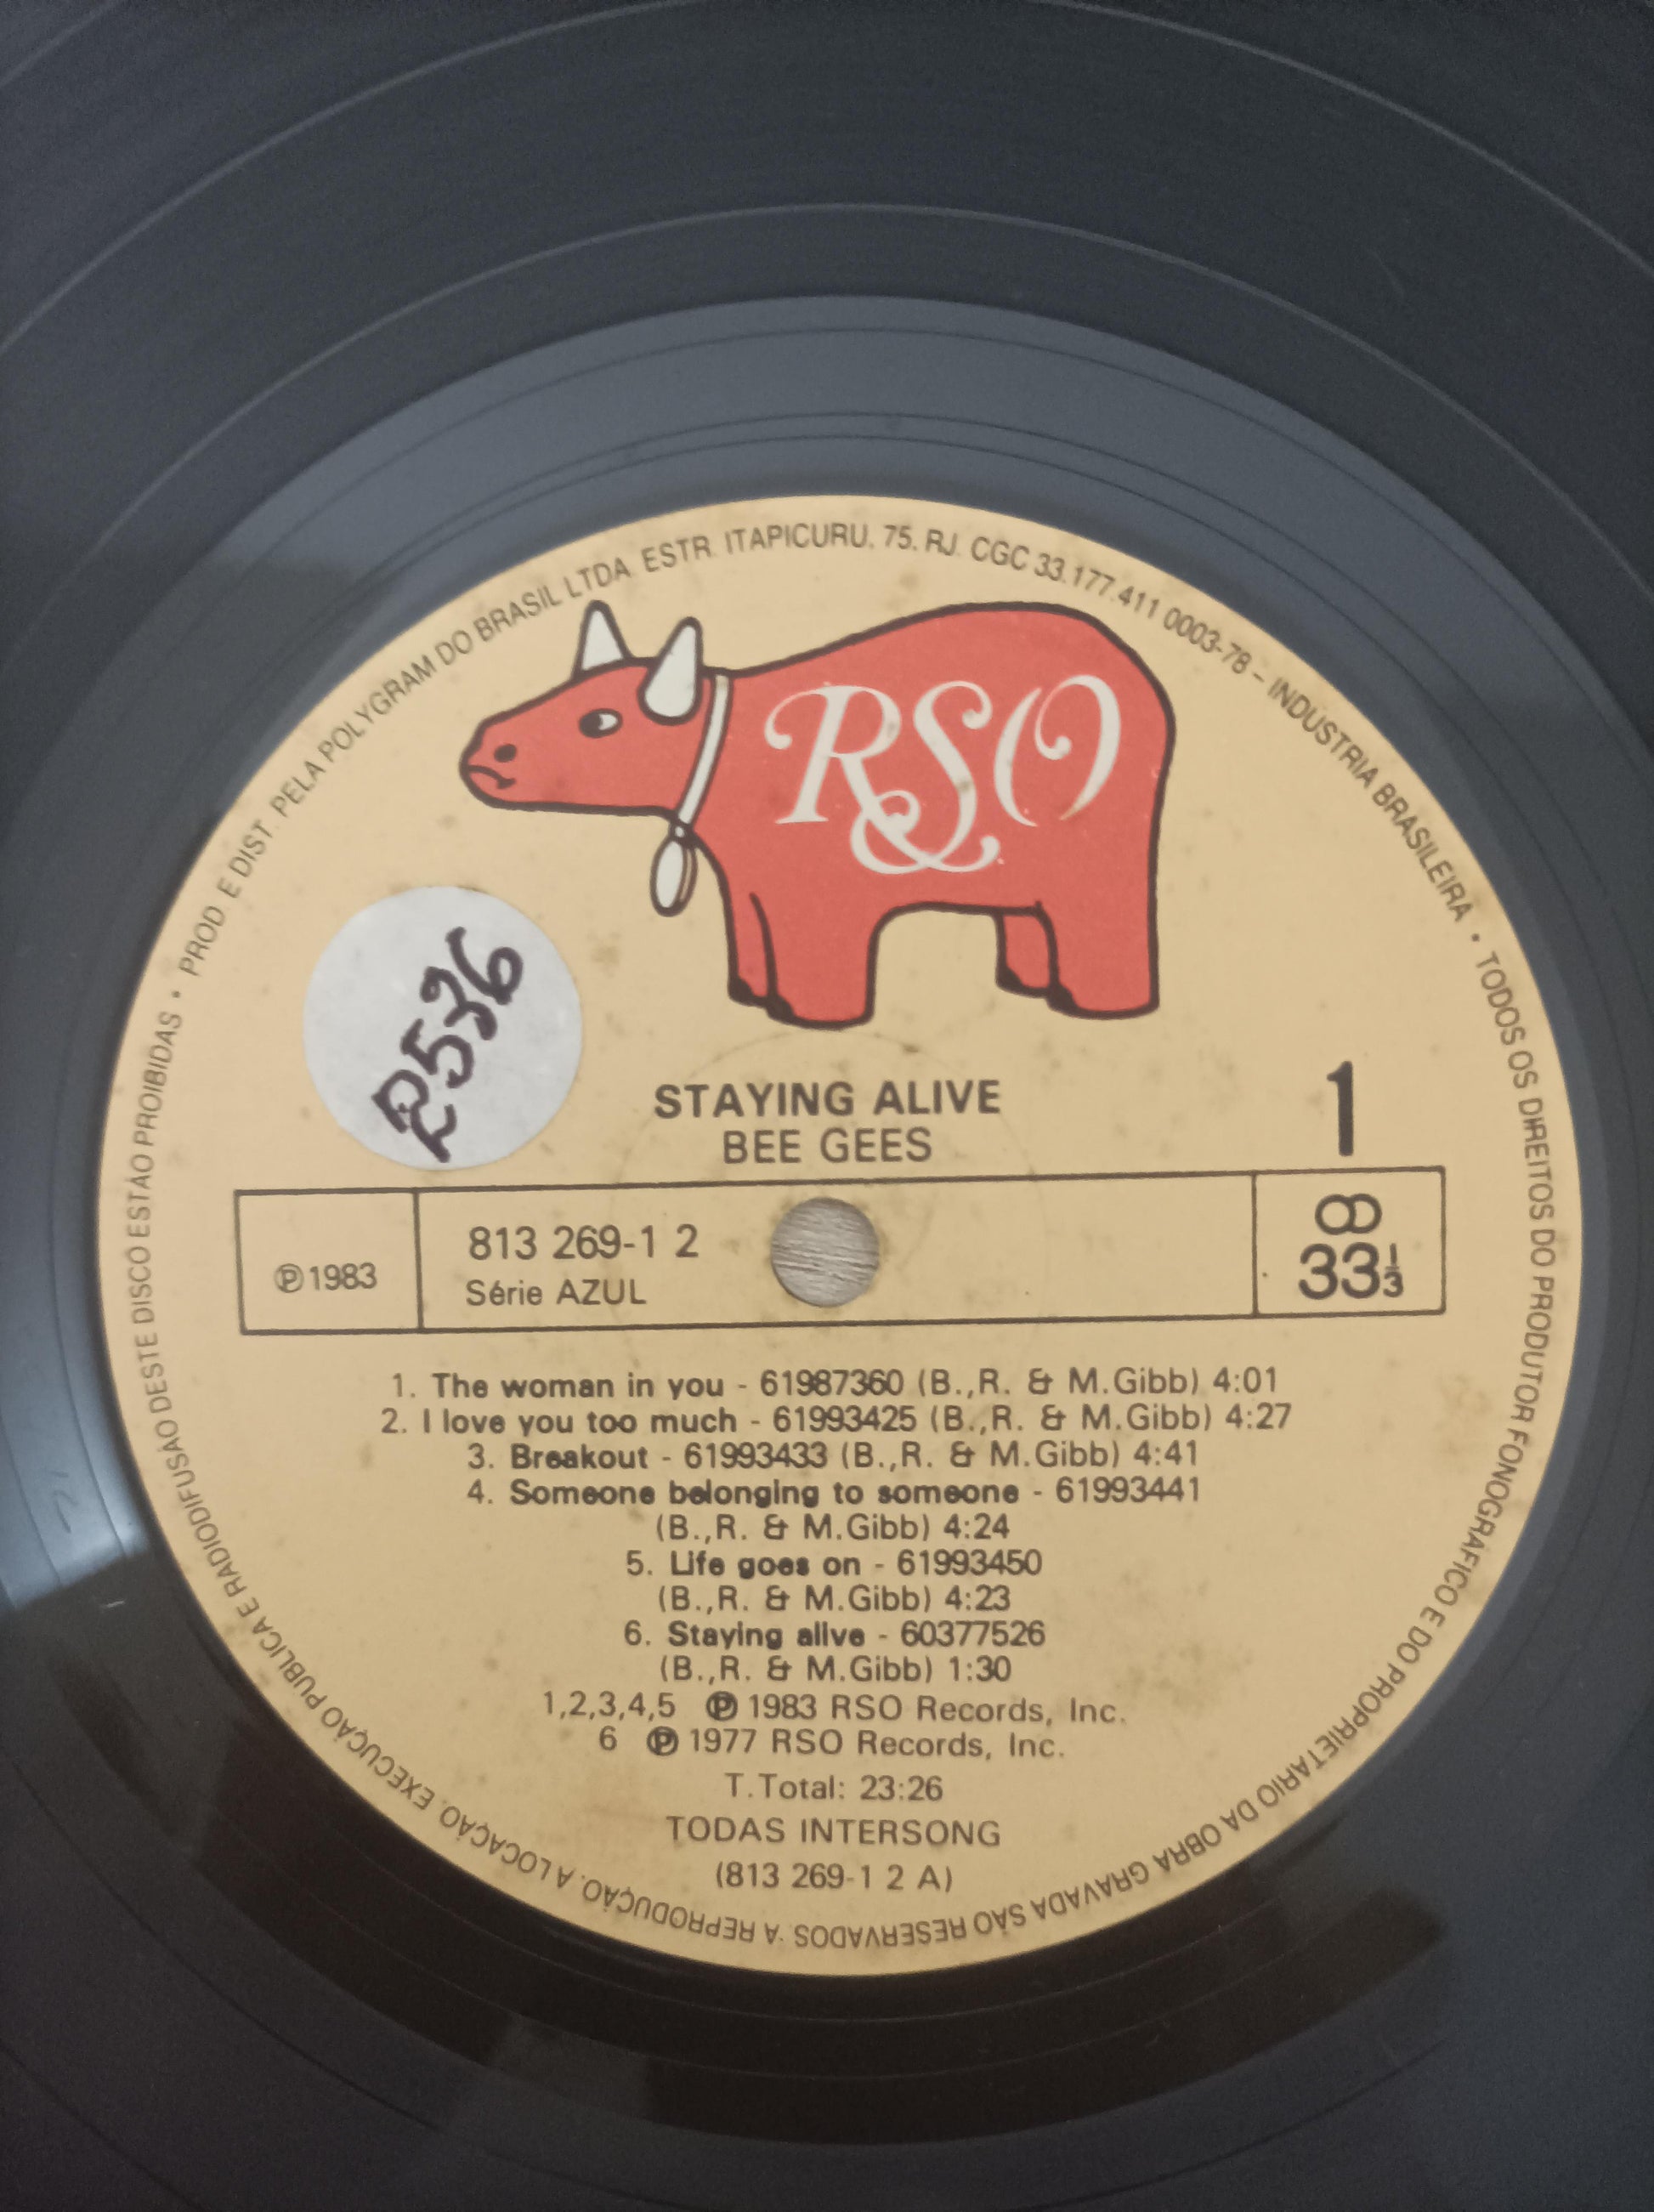 PROD. E DIST. PELA POLYGRAM DO BRASIL LTDA. ESTR. ITAPICURU, 75, RJ. CGC 33.177.411 0003-78 - INDÚSTRIA BRASILEIRA • TODOS OS DIREITOS DO PRODUTOR FONOGRÁFICO E DO PROPRIETÁRIO DA OBRA GRAVADA SÃO RESERVADOS. A REPRODUÇÃO, A LOCAÇÃO, EXECUÇÃO PÚBLICA E RADIODIFUSÃO DESTE DISCO ESTÃO PROIBIDAS •
RSO
R536
STAYING ALIVE
BEE GEES
1
℗1983
813 269-1 2
Série AZUL
33⅓
1. The woman in you - 61987360 (B.,R. & M.Gibb) 4:01
2. I love you too much - 61993425 (B.,R. & M.Gibb) 4:27
3. Breakout - 61993433 (B.,R. & M.Gibb) 4:41
4. Someone belonging to someone - 61993441
(B.,R. & M.Gibb) 4:24
5. Life goes on - 61993450
(B.,R. & M.Gibb) 4:23
6. Staying alive - 60377526
(B.,R. & M.Gibb) 1:30
1,2,3,4,5 ℗ 1983 RSO Records, Inc.
6 ℗ 1977 RSO Records, Inc.
T.Total: 23:26
TODAS INTERSONG
(813 269-1 2 A)